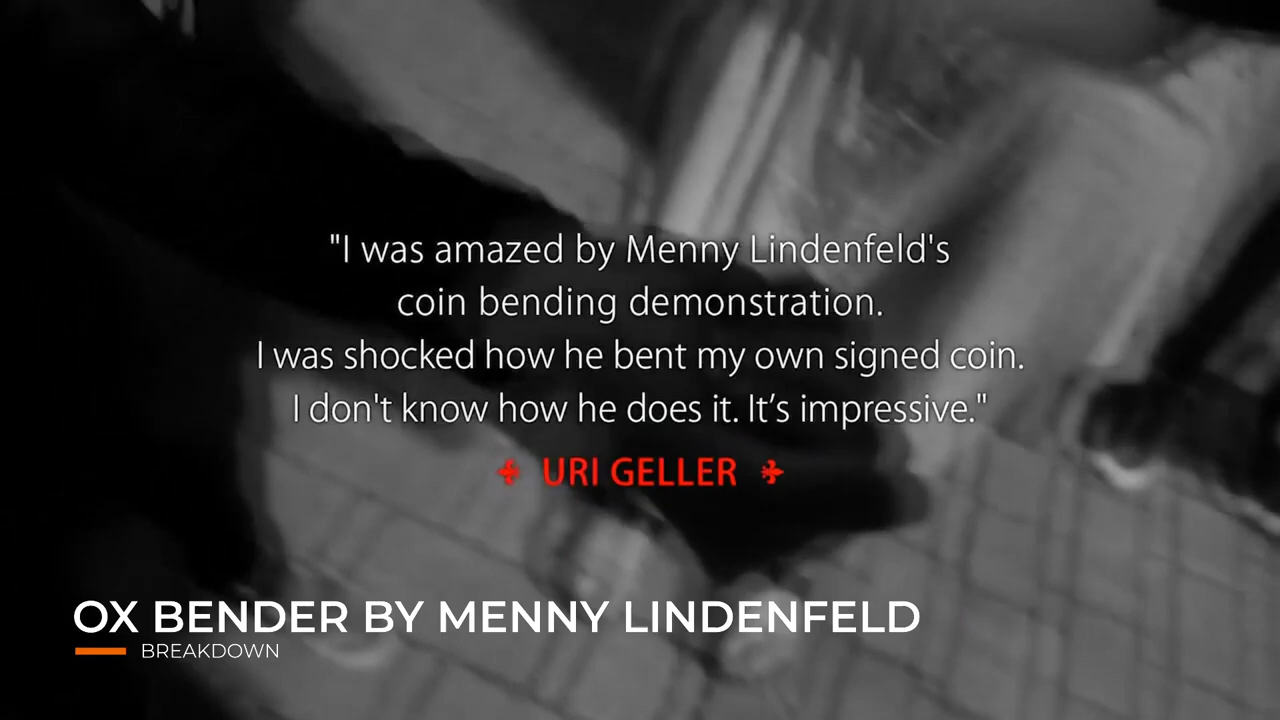 "I was amazed by Menny Lindenfeld's
coin bending demonstration.
I was shocked how he bent my own signed coin.
I don't know how he does it. It’s impressive."
URI GELLER
OX BENDER BY MENNY LINDENFELD
BREAKDOWN